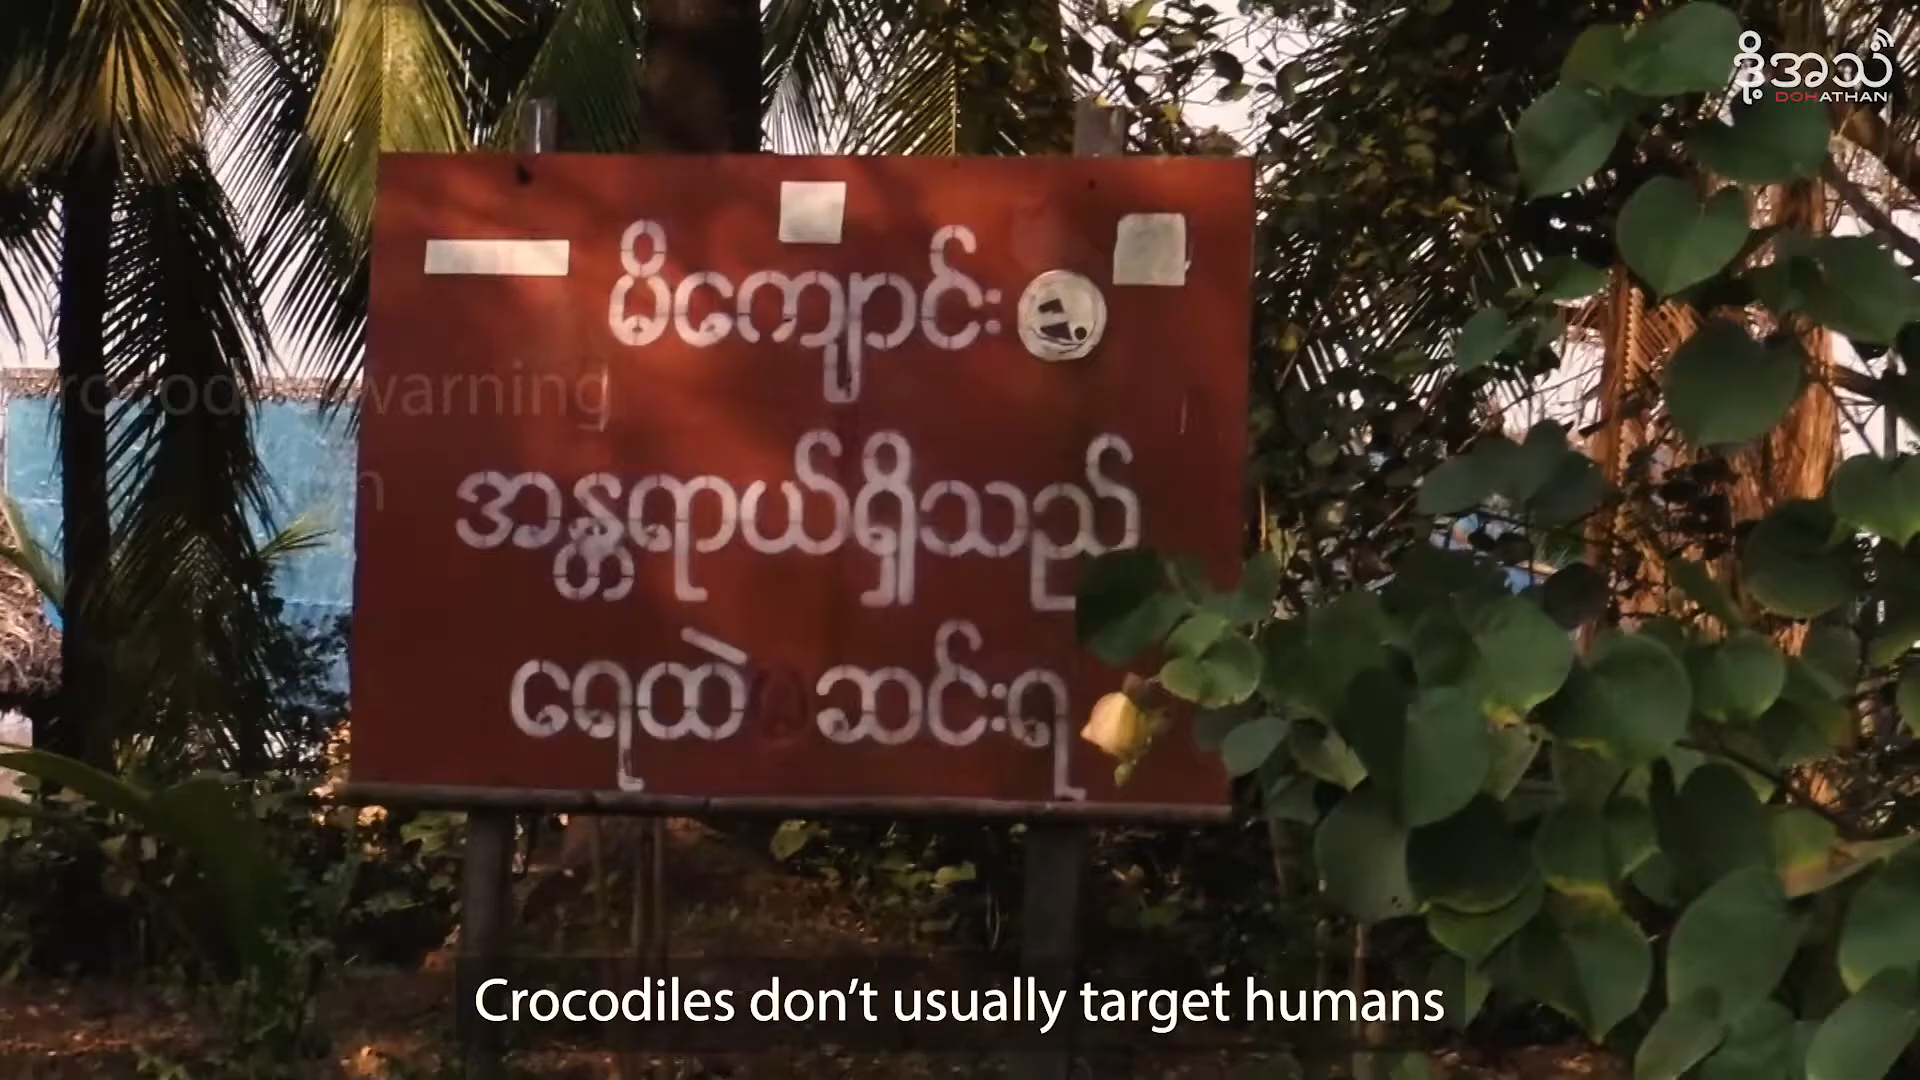 ဒို့အသံ
DOHATHAN
မိကျောင်း
warning
အန္တရာယ်ရှိသည်
ရေထဲ ဆင်းရ
Crocodiles don’t usually target humans